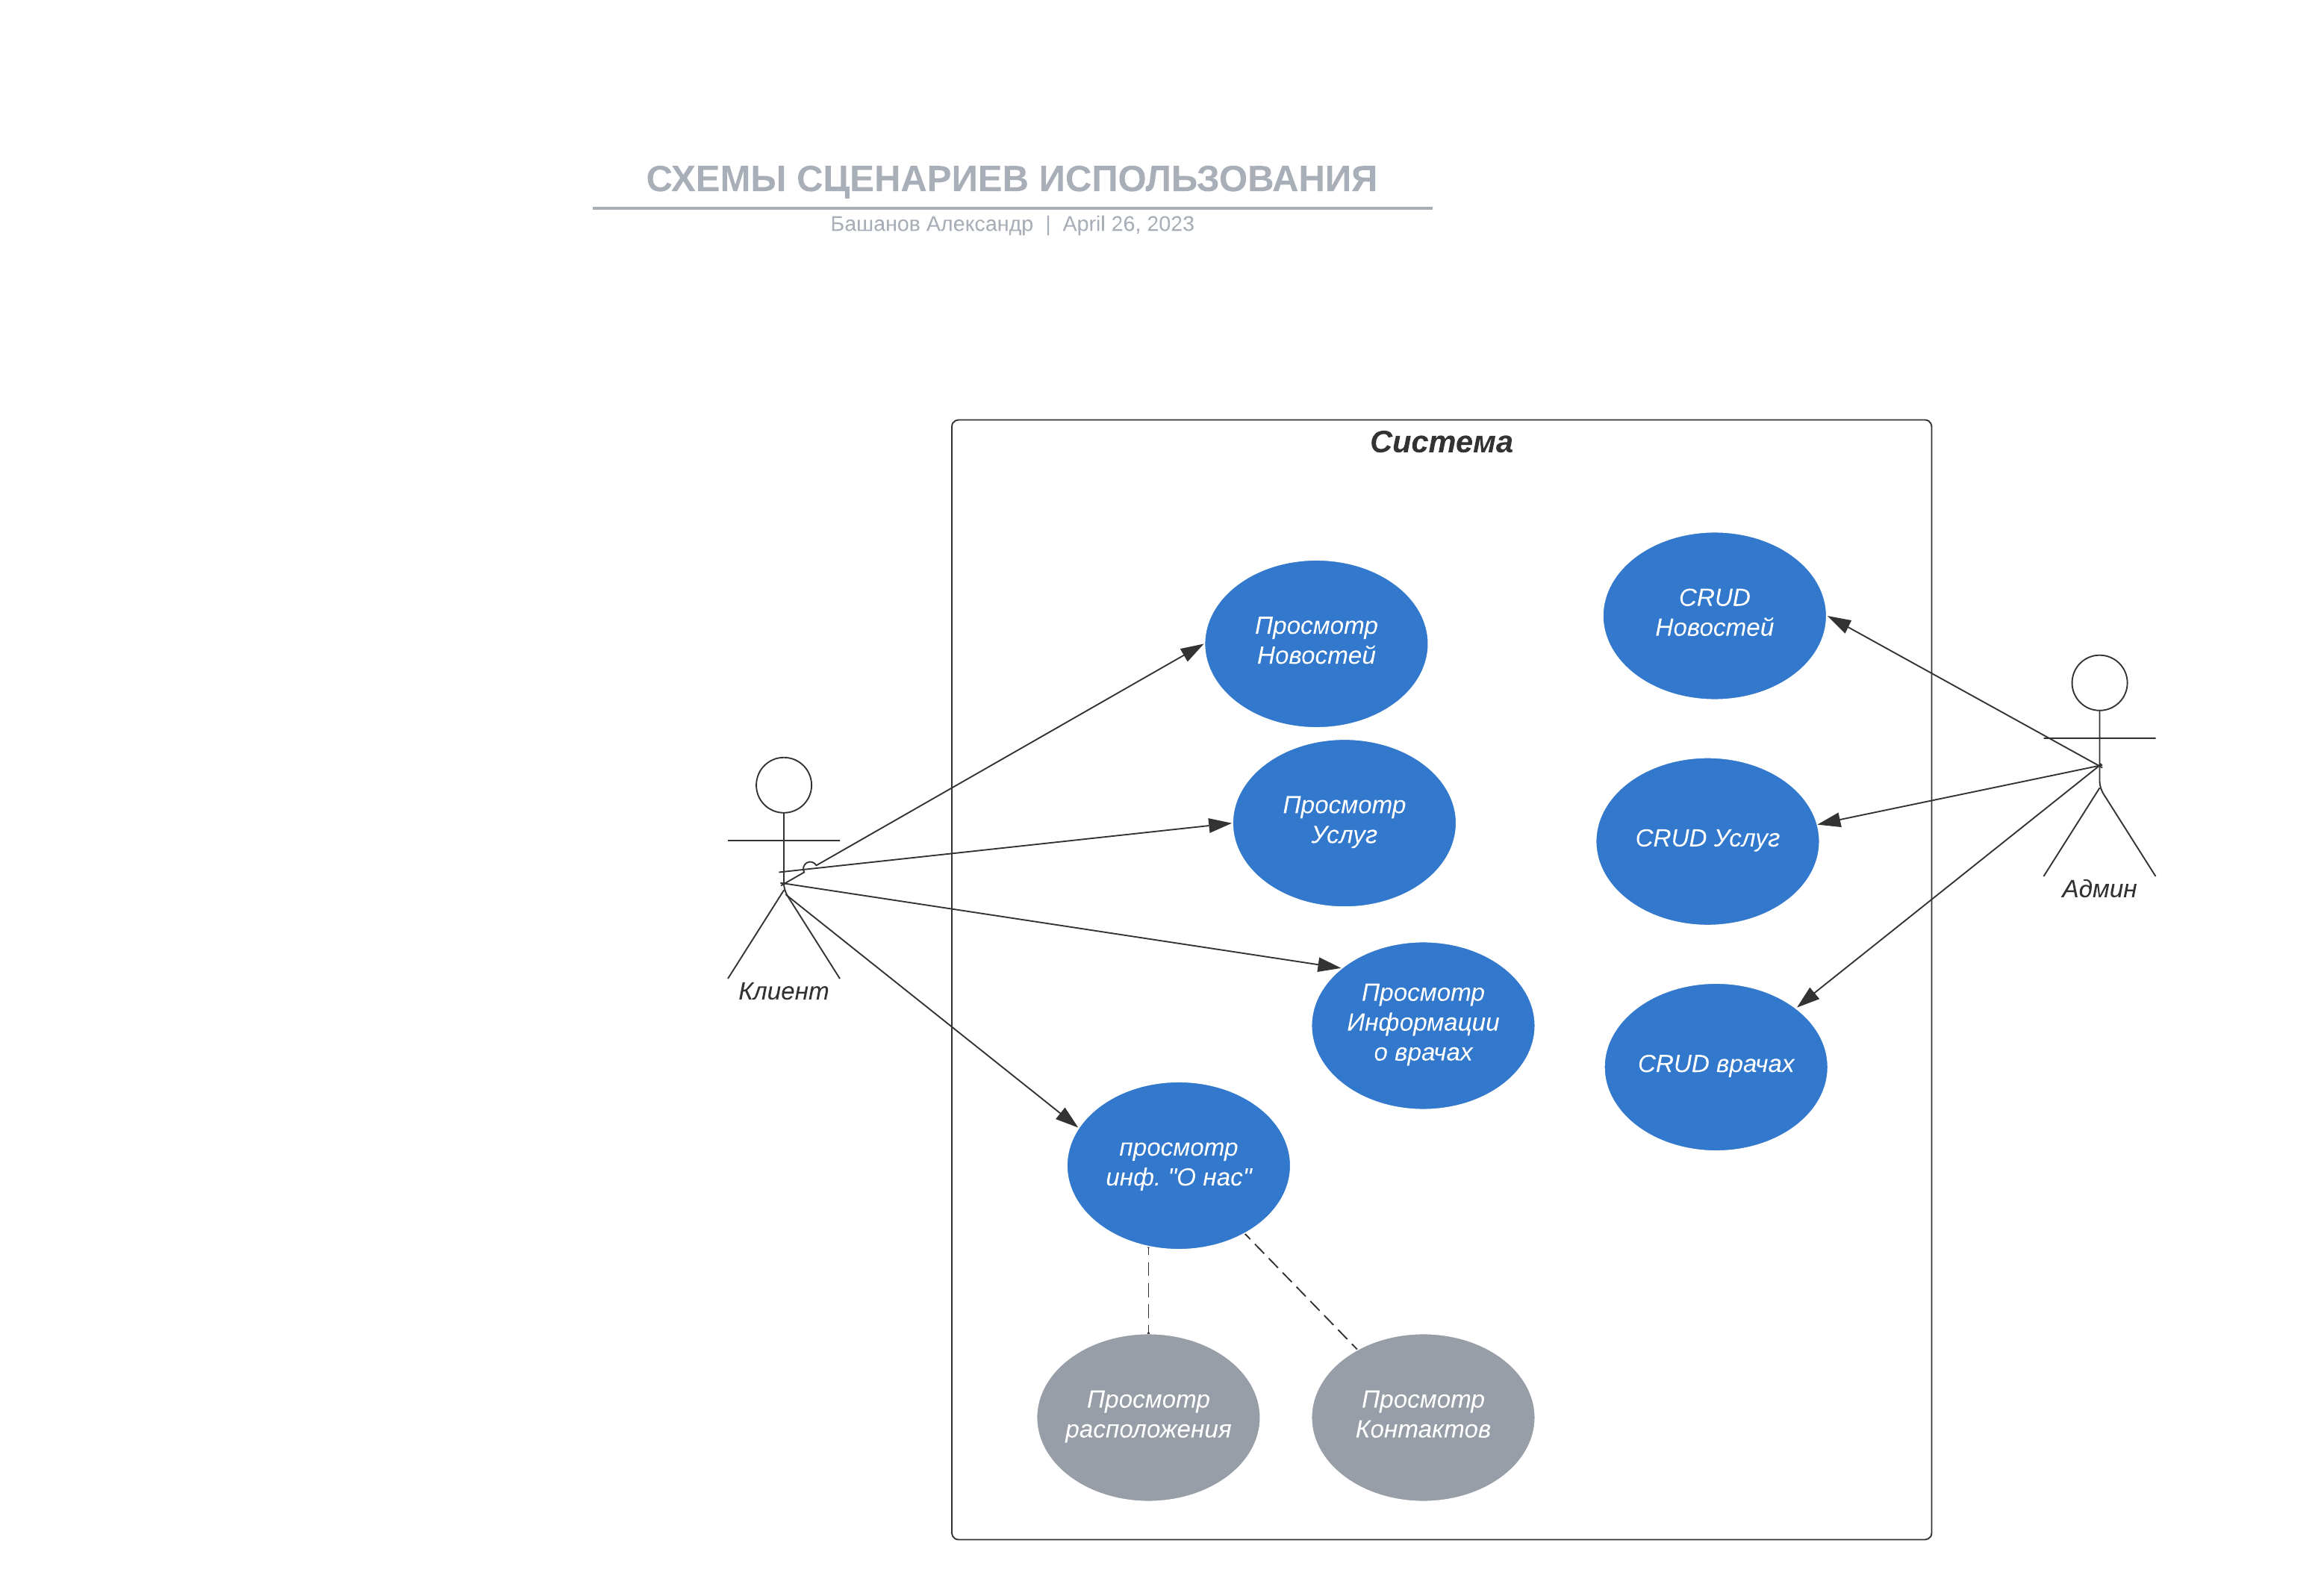 СХЕМЫ СЦЕНАРИЕВ ИСПОЛЬЗОВАНИЯ
Башанов Александр | April 26, 2023
Система
CRUD
Новостей
Просмотр
Новостей
Просмотр
Услуг
CRUD Услуг
Админ
Клиент
Просмотр
Информации
о врачах
CRUD врачах
просмотр
инф. "О нас"
Просмотр
расположения
Просмотр
Контактов